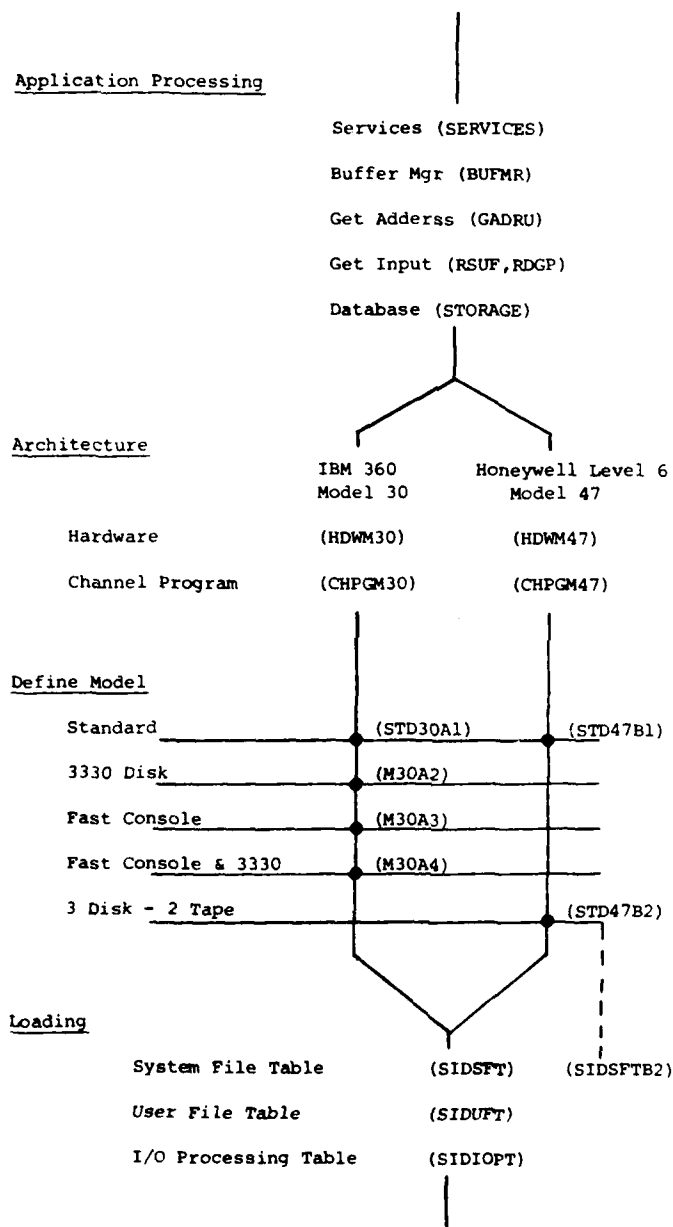 Application Processing
Services (SERVICES)
Buffer Mgr (BUFMR)
Get Adderss (GADRU)
Get Input (RSUF,RDGP)
Database (STORAGE)
Architecture
IBM 360 Honeywell Level 6
Model 30 Model 47
Hardware (HDWM30) (HDWM47)
Channel Program (CHPGM30) (CHPGM47)
Define Model
Standard (STD30A1) (STD47B1)
3330 Disk (M30A2)
Fast Console (M30A3)
Fast Console & 3330 (M30A4)
3 Disk - 2 Tape (STD47B2)
Loading
System File Table (SIDSFT) (SIDSFTB2)
User File Table (SIDUFT)
I/O Processing Table (SIDIOPT)